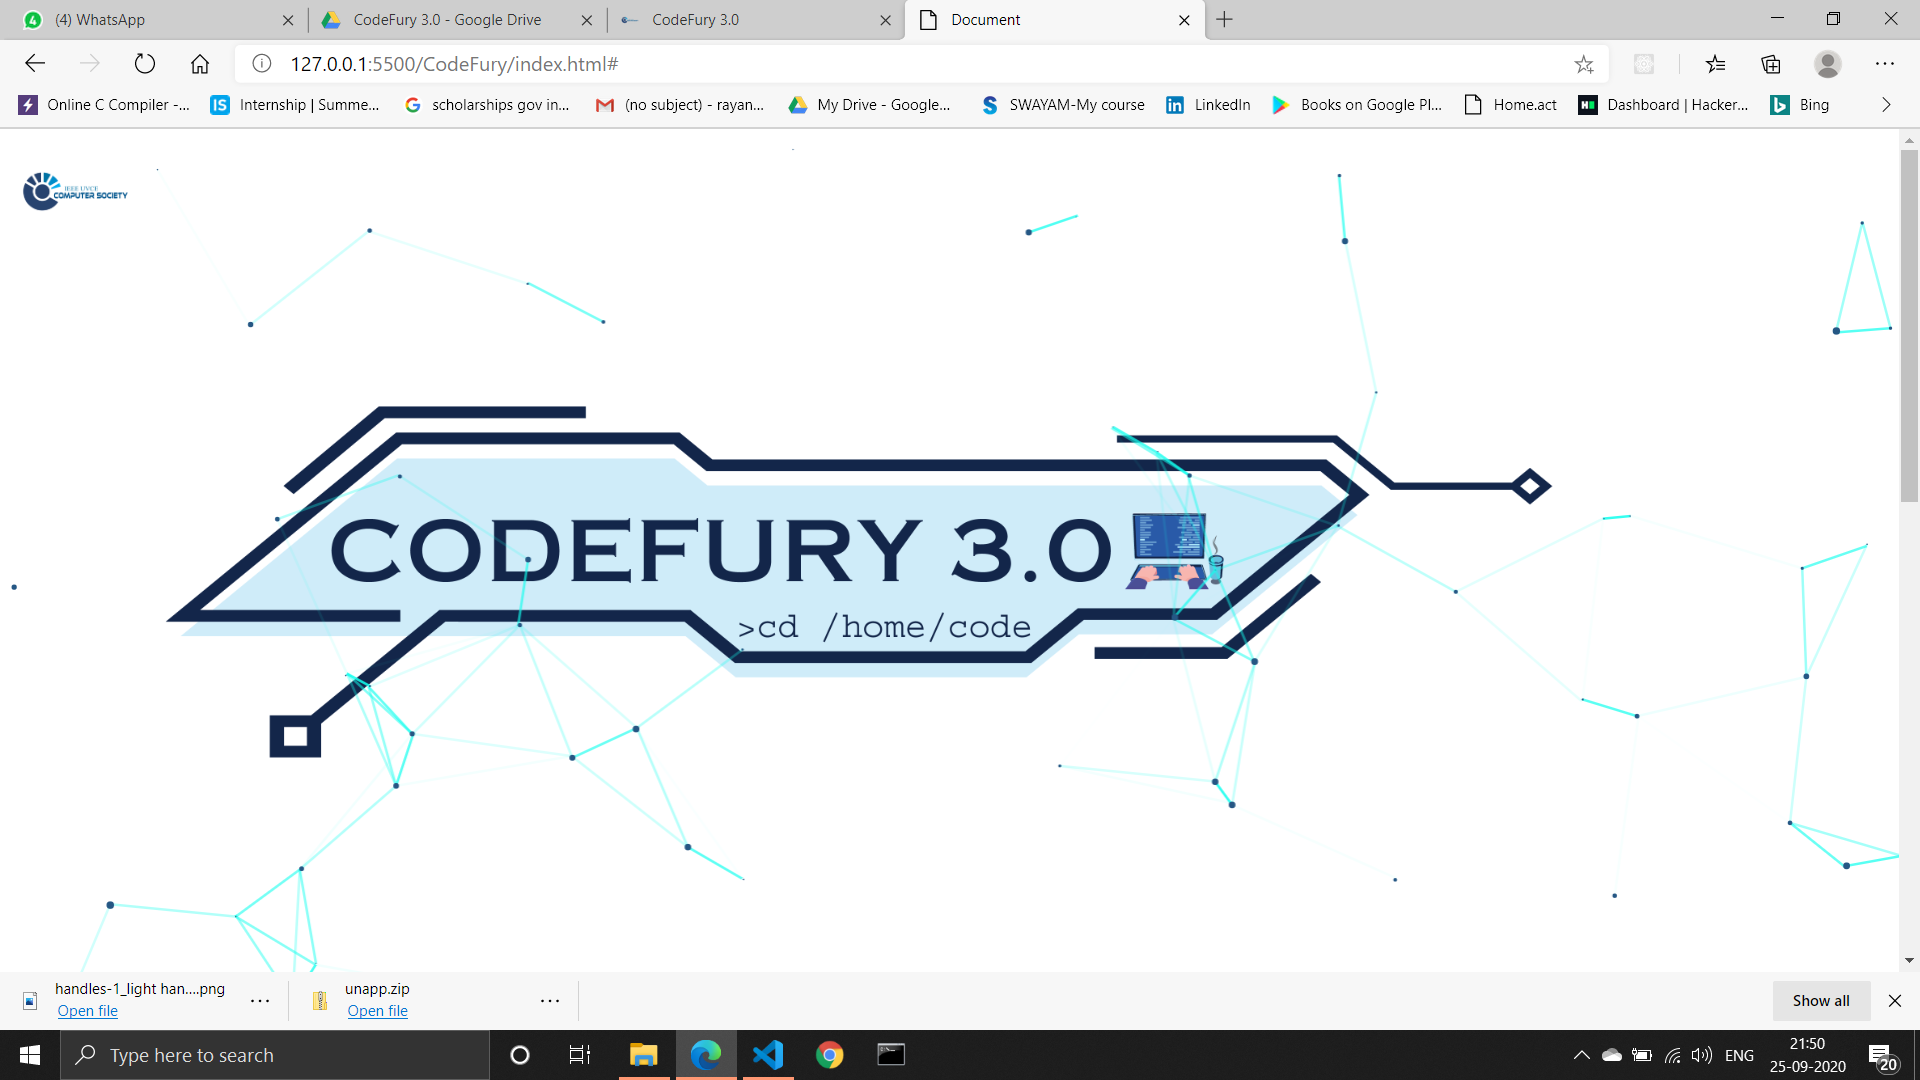 (4) WhatsApp
CodeFury 3.0 - Google Drive
CodeFury 3.0
Document
127.0.0.1:5500/CodeFury/index.html#
Online C Compiler -...
Internship | Summe...
scholarships gov in...
(no subject) - rayan...
My Drive - Google...
SWAYAM-My course
LinkedIn
Books on Google Pl...
Home.act
Dashboard | Hacker...
Bing
IEEE UVCE
COMPUTER SOCIETY
CODEFURY 3.0
>cd /home/code
handles-1_light han....png
Open file
unapp.zip
Open file
Show all
Type here to search
ENG
21:50
25-09-2020
20